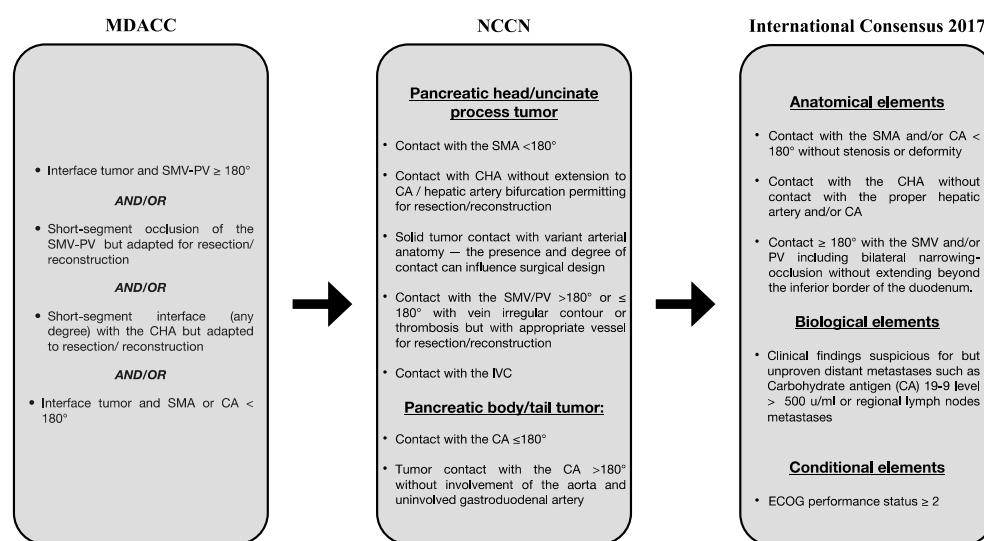 MDACC
• Interface tumor and SMV-PV ≥ 180°
AND/OR
• Short-segment occlusion of the
SMV-PV but adapted for resection/
reconstruction
AND/OR
• Short-segment interface (any
degree) with the CHA but adapted
to resection/ reconstruction
AND/OR
• Interface tumor and SMA or CA <
180°
NCCN
Pancreatic head/uncinate
process tumor
• Contact with the SMA <180°
• Contact with CHA without extension to
CA / hepatic artery bifurcation permitting
for resection/reconstruction
• Solid tumor contact with variant arterial
anatomy — the presence and degree of
contact can influence surgical design
• Contact with the SMV/PV >180° or ≤
180° with vein irregular contour or
thrombosis but with appropriate vessel
for resection/reconstruction
• Contact with the IVC
Pancreatic body/tail tumor:
• Contact with the CA ≤180°
• Tumor contact with the CA >180°
without involvement of the aorta and
uninvolved gastroduodenal artery
International Consensus 2017
Anatomical elements
• Contact with the SMA and/or CA <
180° without stenosis or deformity
• Contact with the CHA without
contact with the proper hepatic
artery and/or CA
• Contact ≥ 180° with the SMV and/or
PV including bilateral narrowing-
occlusion without extending beyond
the inferior border of the duodenum.
Biological elements
• Clinical findings suspicious for but
unproven distant metastases such as
Carbohydrate antigen (CA) 19-9 level
> 500 u/ml or regional lymph nodes
metastases
Conditional elements
• ECOG performance status ≥ 2